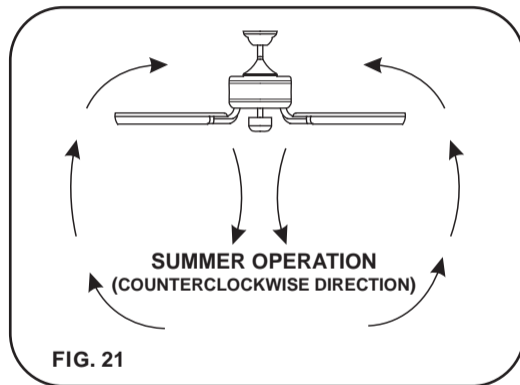 SUMMER OPERATION
(COUNTERCLOCKWISE DIRECTION)
FIG. 21